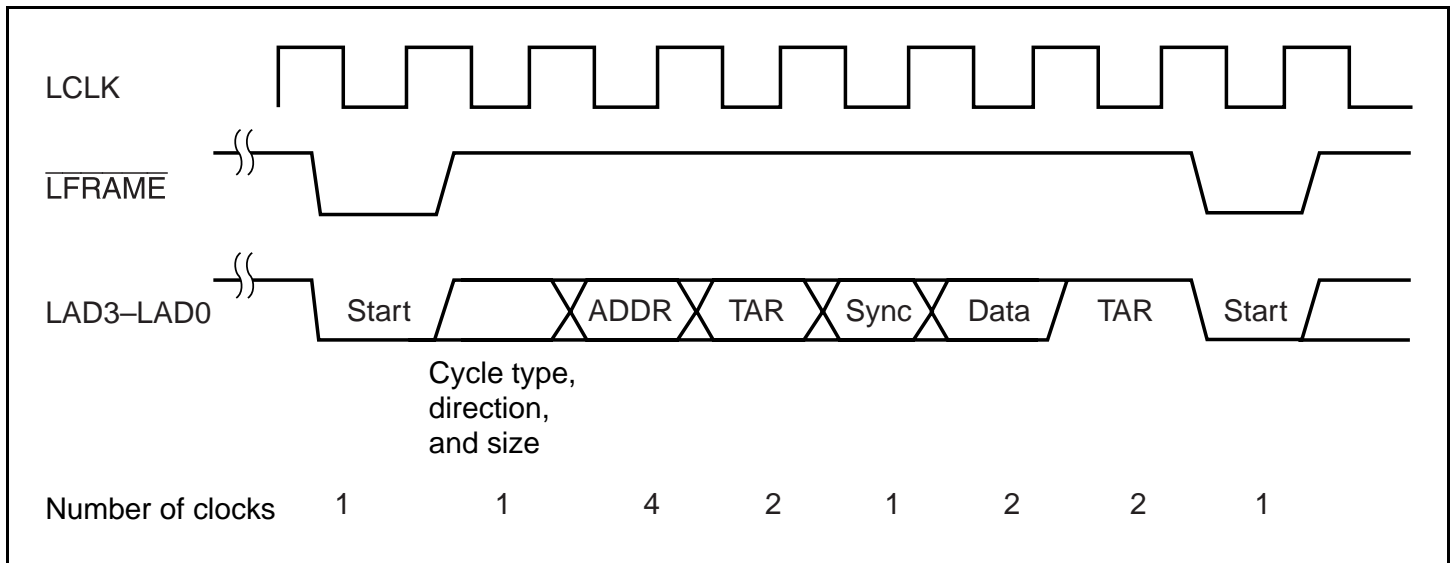 LCLK
LFRAME
LAD3–LAD0 Start ADDR TAR Sync Data TAR Start
Cycle type,
direction,
and size
Number of clocks 1 1 4 2 1 2 2 1